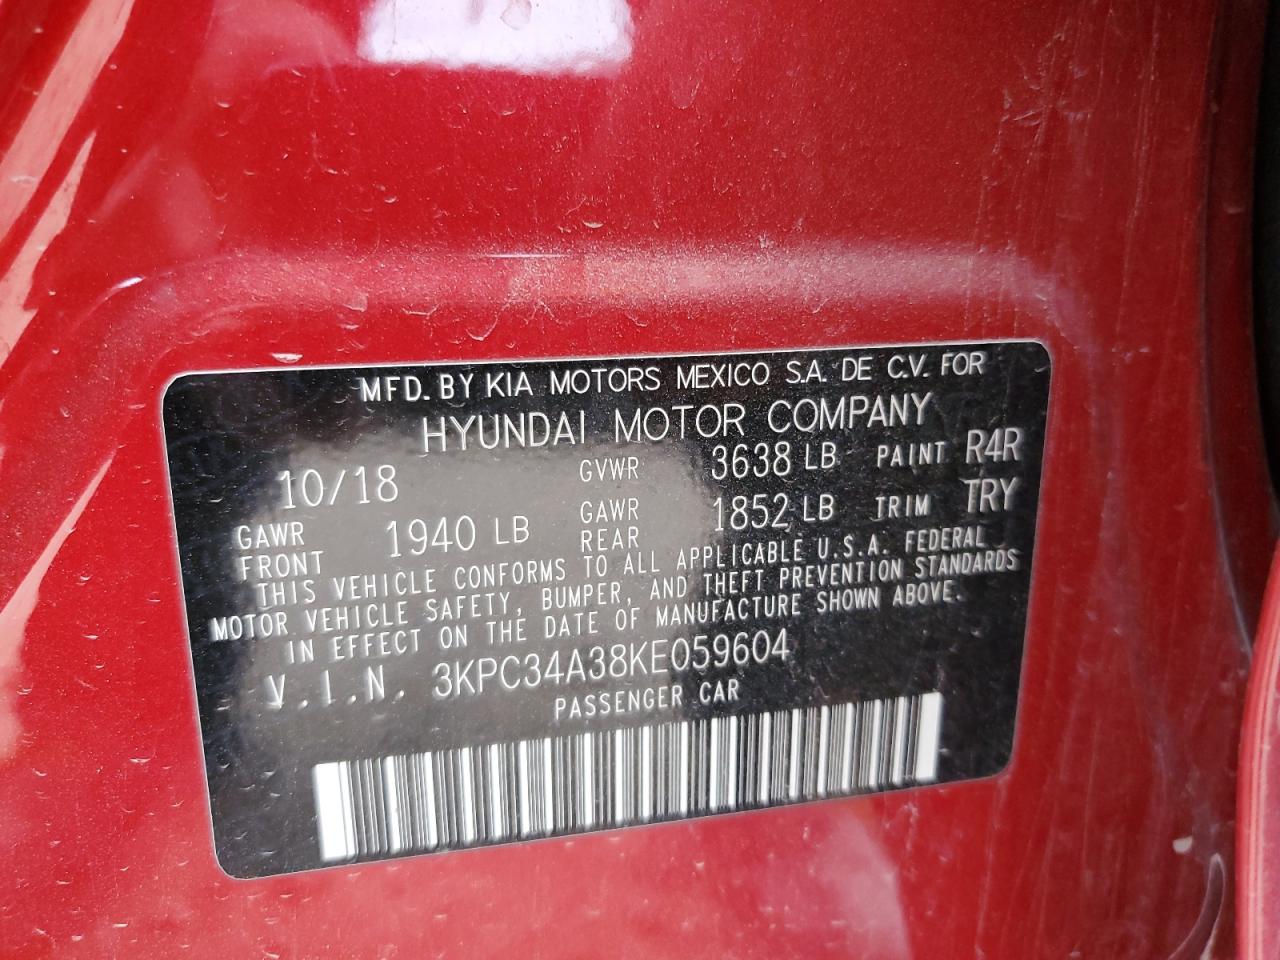 MFD. BY KIA MOTORS MEXICO S.A. DE C.V. FOR
HYUNDAI MOTOR COMPANY
10/18 GVWR 3638 LB PAINT R4R
GAWR FRONT 1940 LB GAWR REAR 1852 LB TRIM TRY
THIS VEHICLE CONFORMS TO ALL APPLICABLE U.S.A. FEDERAL
MOTOR VEHICLE SAFETY, BUMPER, AND THEFT PREVENTION STANDARDS
IN EFFECT ON THE DATE OF MANUFACTURE SHOWN ABOVE.
V.I.N. 3KPC34A38KE059604
PASSENGER CAR